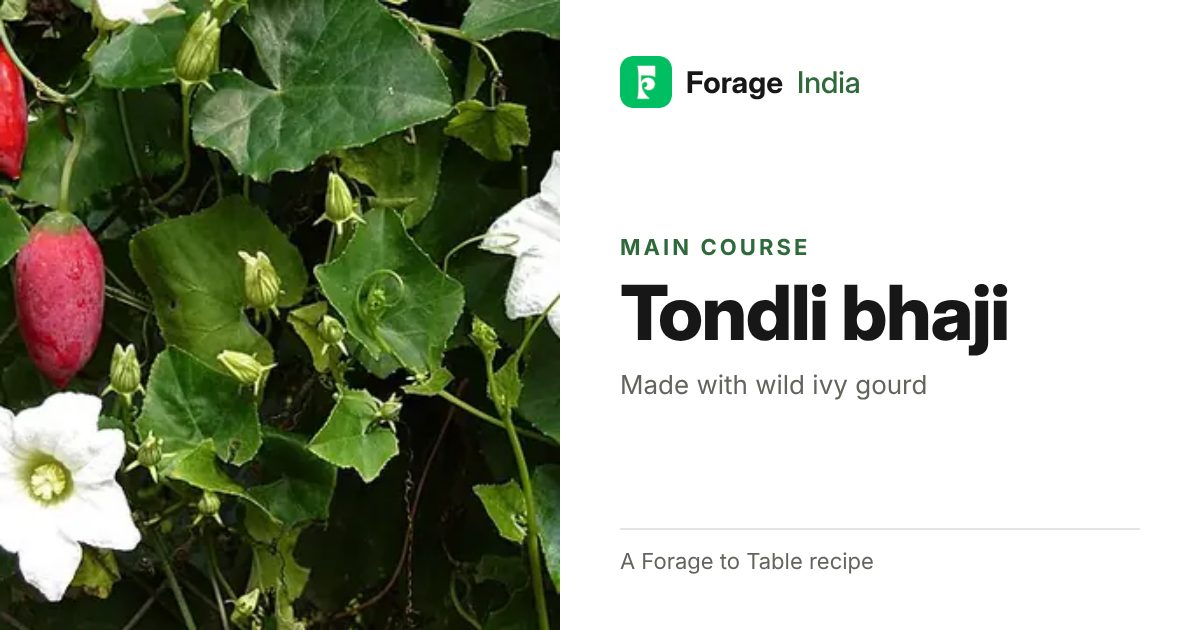 Forage India
MAIN COURSE
Tondli bhaji
Made with wild ivy gourd
A Forage to Table recipe